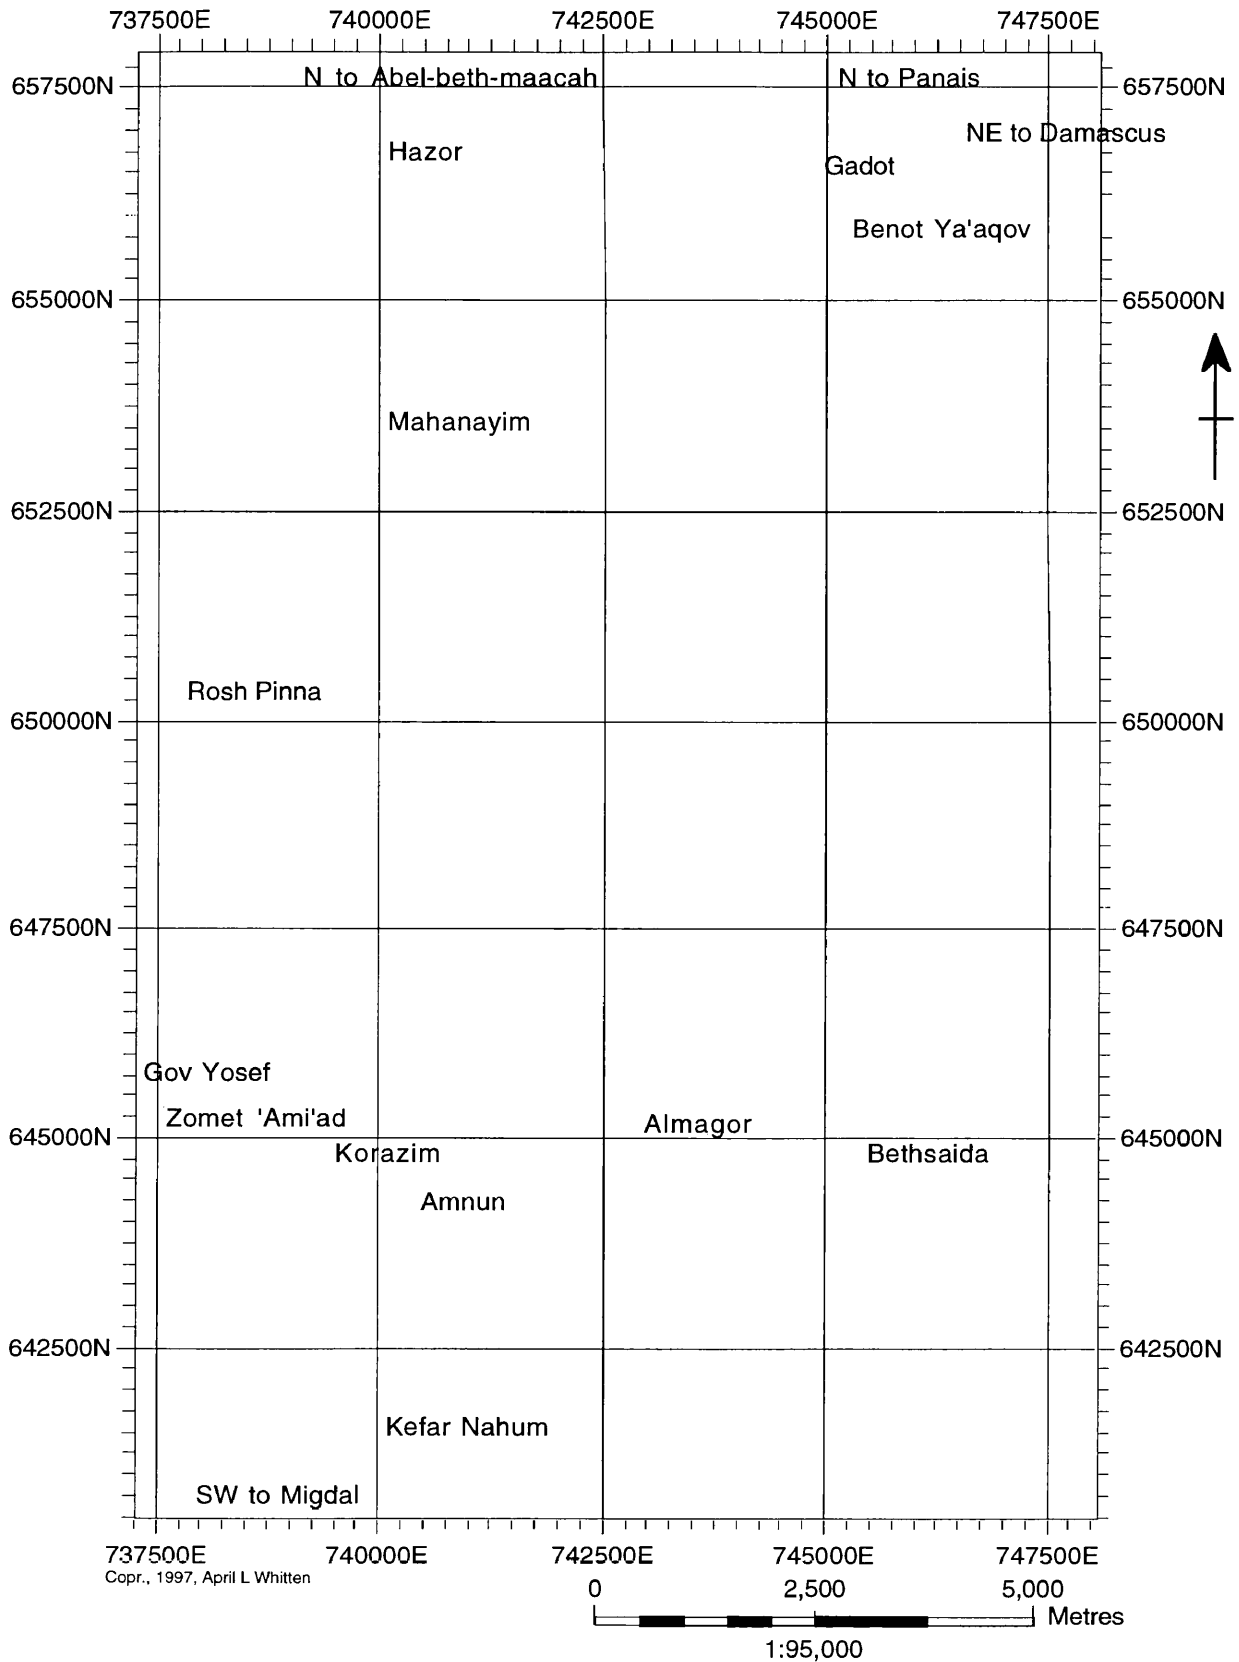 737500E 740000E 742500E 745000E 747500E
N to Abel-beth-maacah N to Panais
657500N 657500N
NE to Damascus
Hazor
Gadot
Benot Ya'aqov
655000N 655000N
Mahanayim
652500N 652500N
Rosh Pinna
650000N 650000N
647500N 647500N
Gov Yosef
Zomet 'Ami'ad
Almagor
645000N 645000N
Korazim Bethsaida
Amnun
642500N 642500N
Kefar Nahum
SW to Migdal
737500E 740000E 742500E 745000E 747500E
Copr., 1997, April L Whitten
0 2,500 5,000
Metres
1:95,000